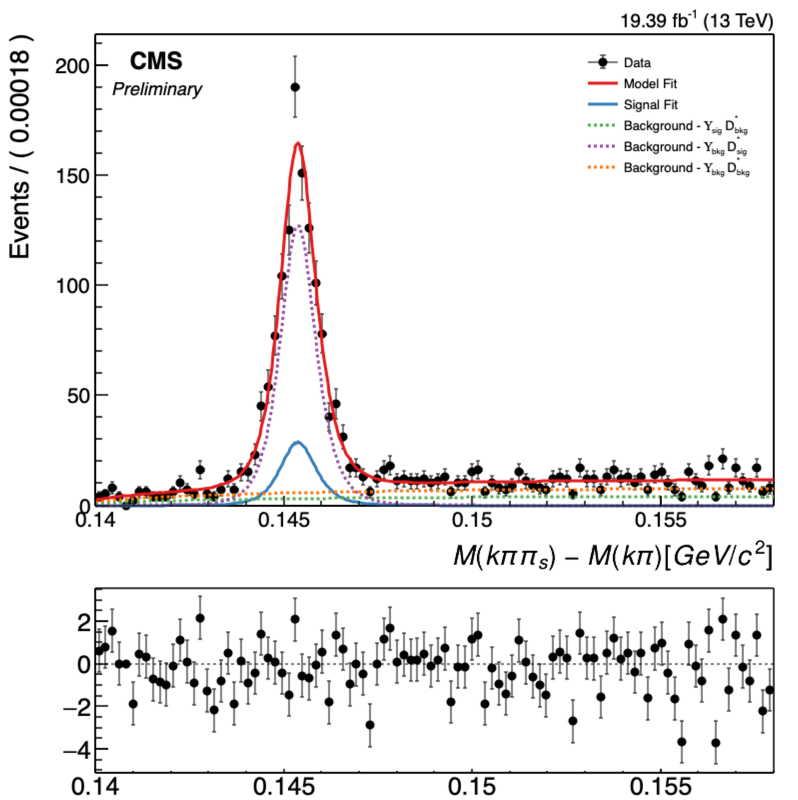 19.39 fb⁻¹ (13 TeV)
CMS
Preliminary
Events / ( 0.00018 )
200
150
100
50
0
Data
Model Fit
Signal Fit
Background - ϒsig D*bkg
Background - ϒbkg D*sig
Background - ϒbkg D*bkg
0.14 0.145 0.15 0.155
M(kππₛ) − M(kπ)[GeV/c²]
2
0
−2
−4
0.14 0.145 0.15 0.155